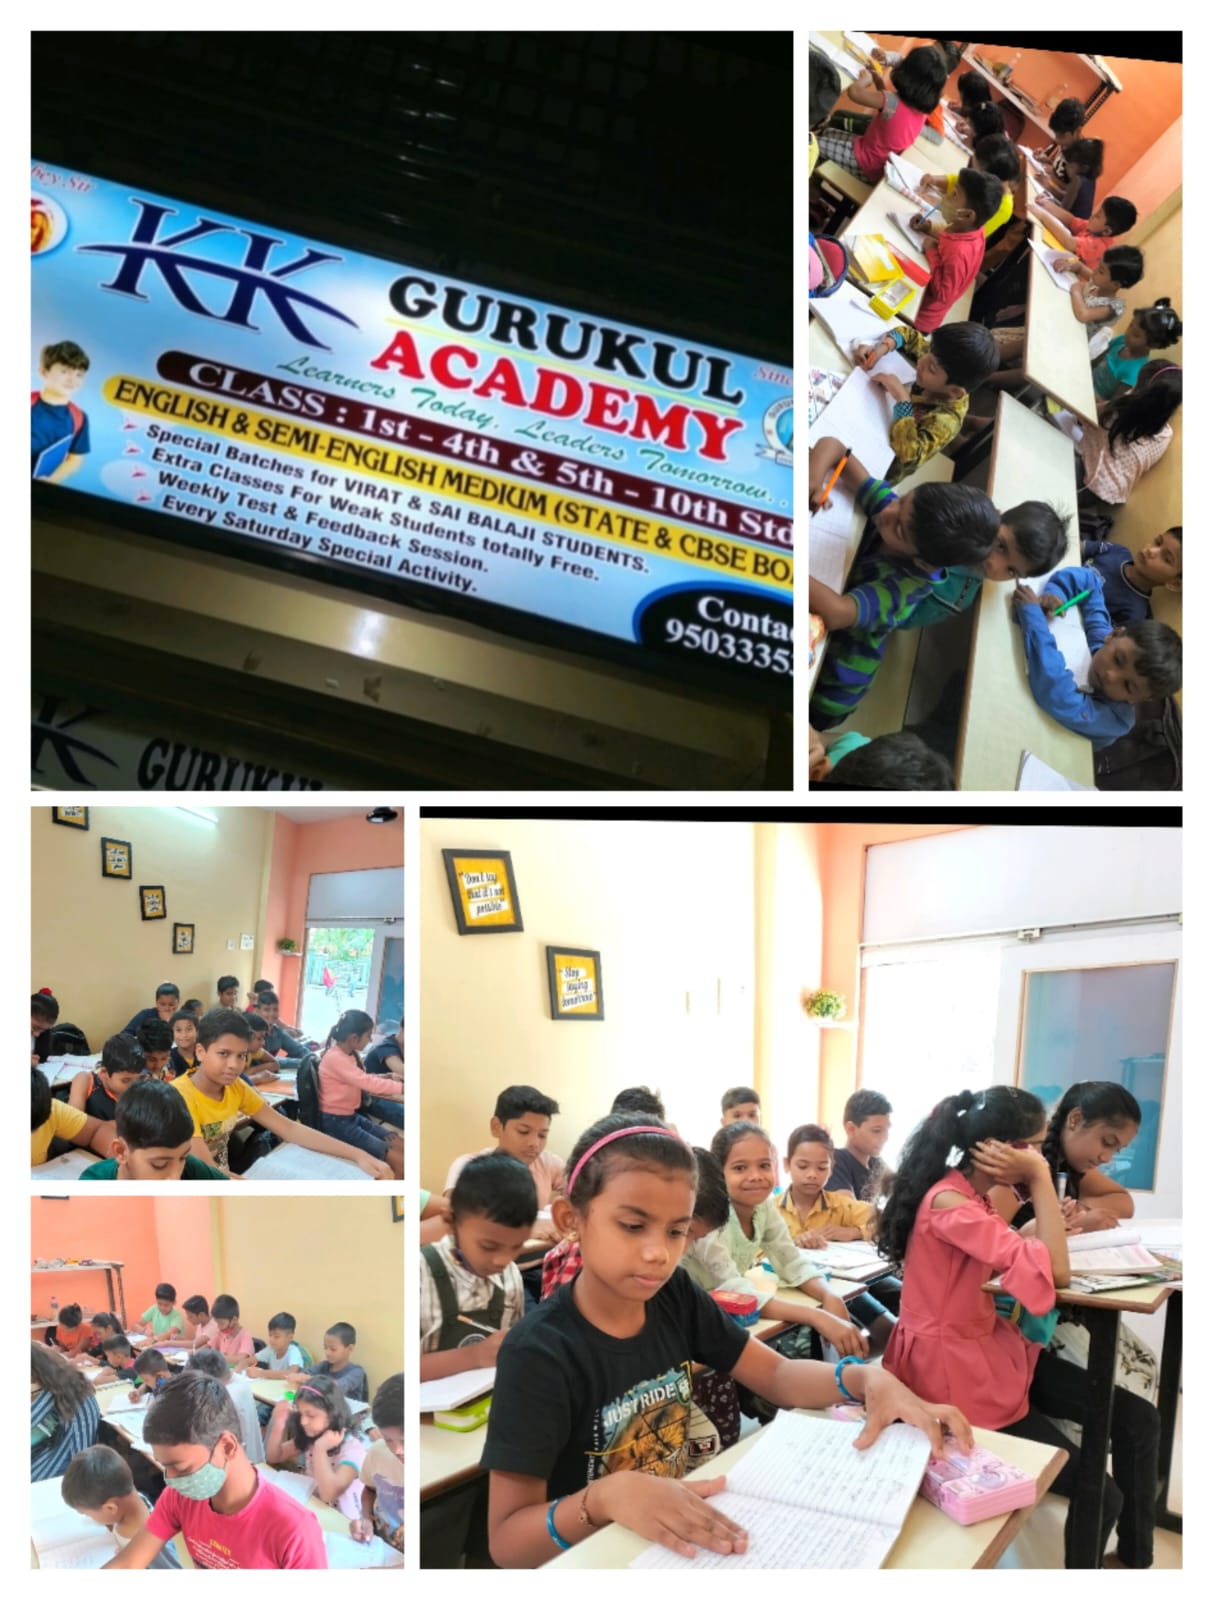 KK
GURUKUL
ACADEMY
Learners Today, Leaders Tomorrow..
CLASS : 1st - 4th & 5th - 10th Std
ENGLISH & SEMI-ENGLISH MEDIUM (STATE & CBSE
Special Batches for VIRAT & SAI BALAJI STUDENTS.
Extra Classes For Weak Students totally Free.
Weekly Test & Feedback Session.
Every Saturday Special Activity.
9503335
K
GURUKUL
"Don't say
that it's not
possible"
"Stop
saying
tomorrow"
JUST RIDE